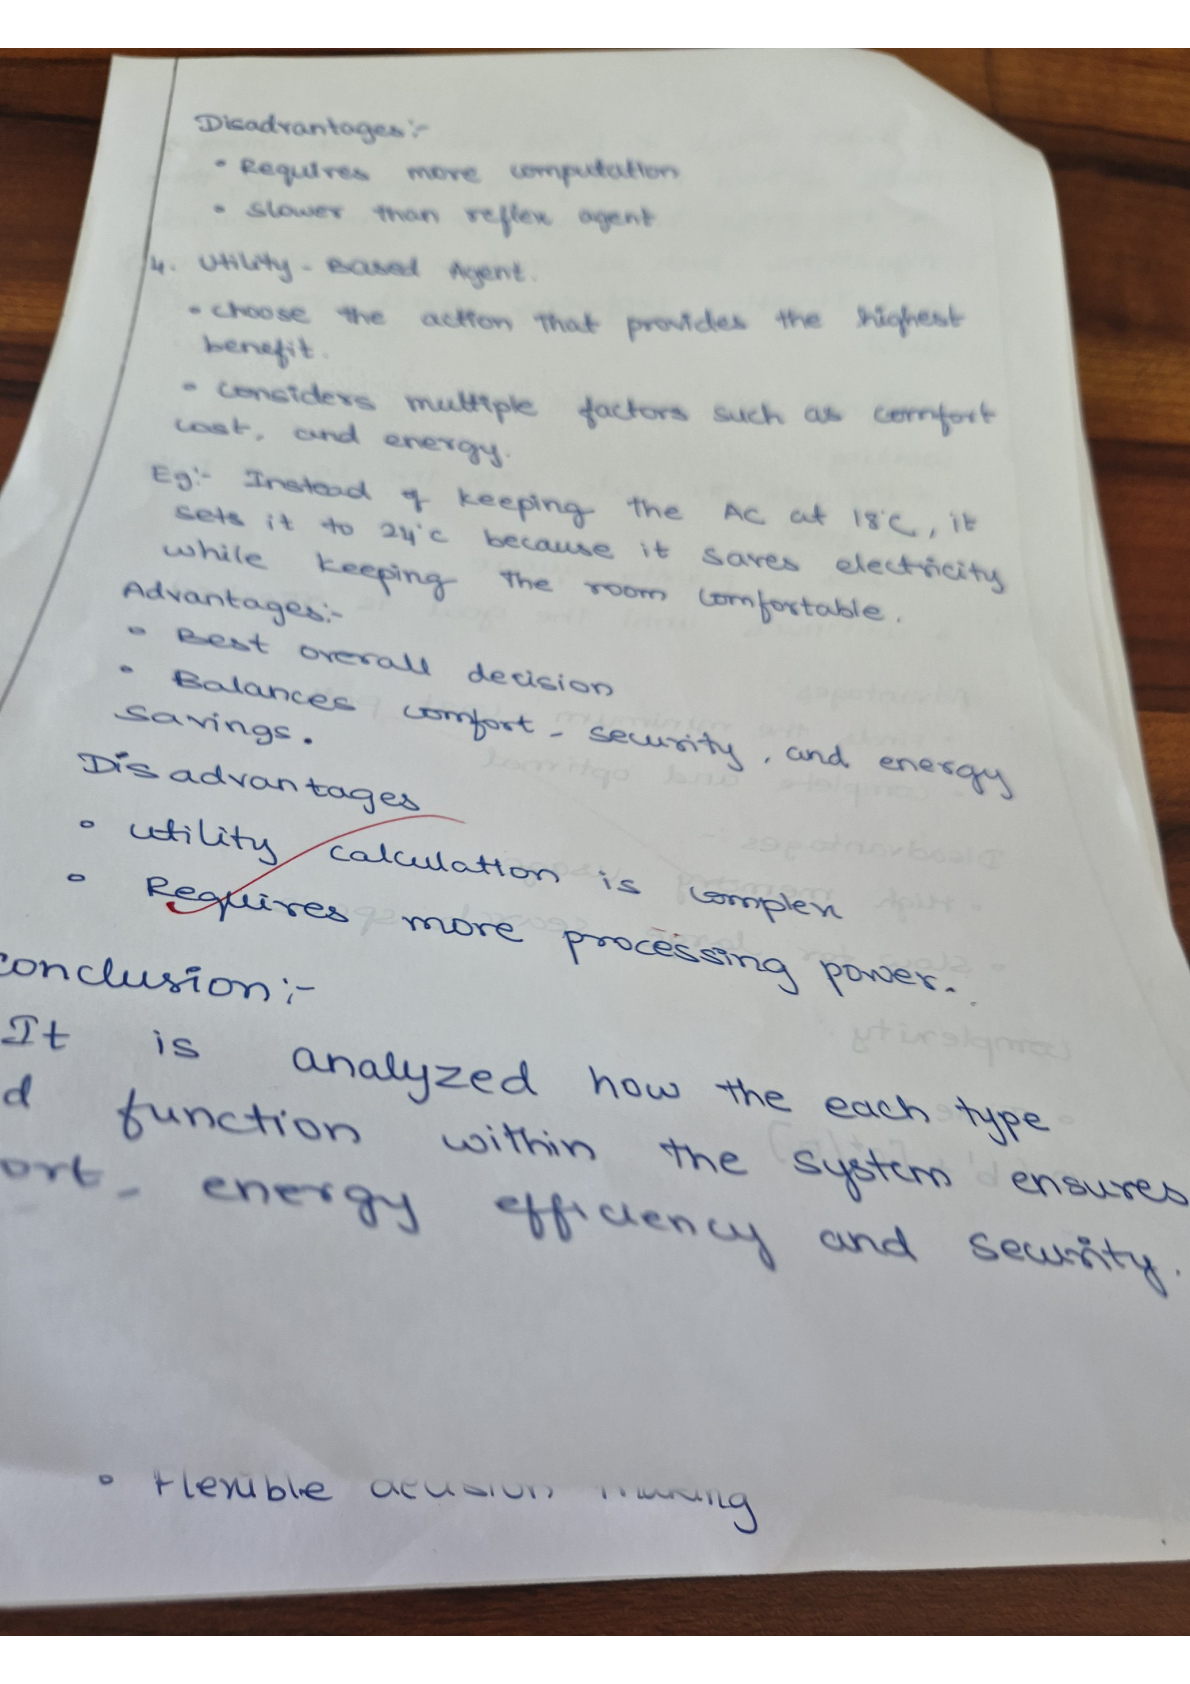 Disadvantages:-
• Requires more computation
• slower than reflex agent
4. Utility - Based Agent.
• choose the action that provides the highest
benefit.
• considers multiple factors such as comfort
cost, and energy.
Eg:- Instead of keeping the AC at 18°C, it
sets it to 24°C because it saves electricity
while keeping the room comfortable.
Advantages:-
• Best overall decision
• Balances comfort, security, and energy
savings.
Disadvantages
• utility calculation is complex
• Requires more processing power.
conclusion:-
It is analyzed how the each type
d function within the system ensures
ort, energy efficiency and security.
• Flexible decision making